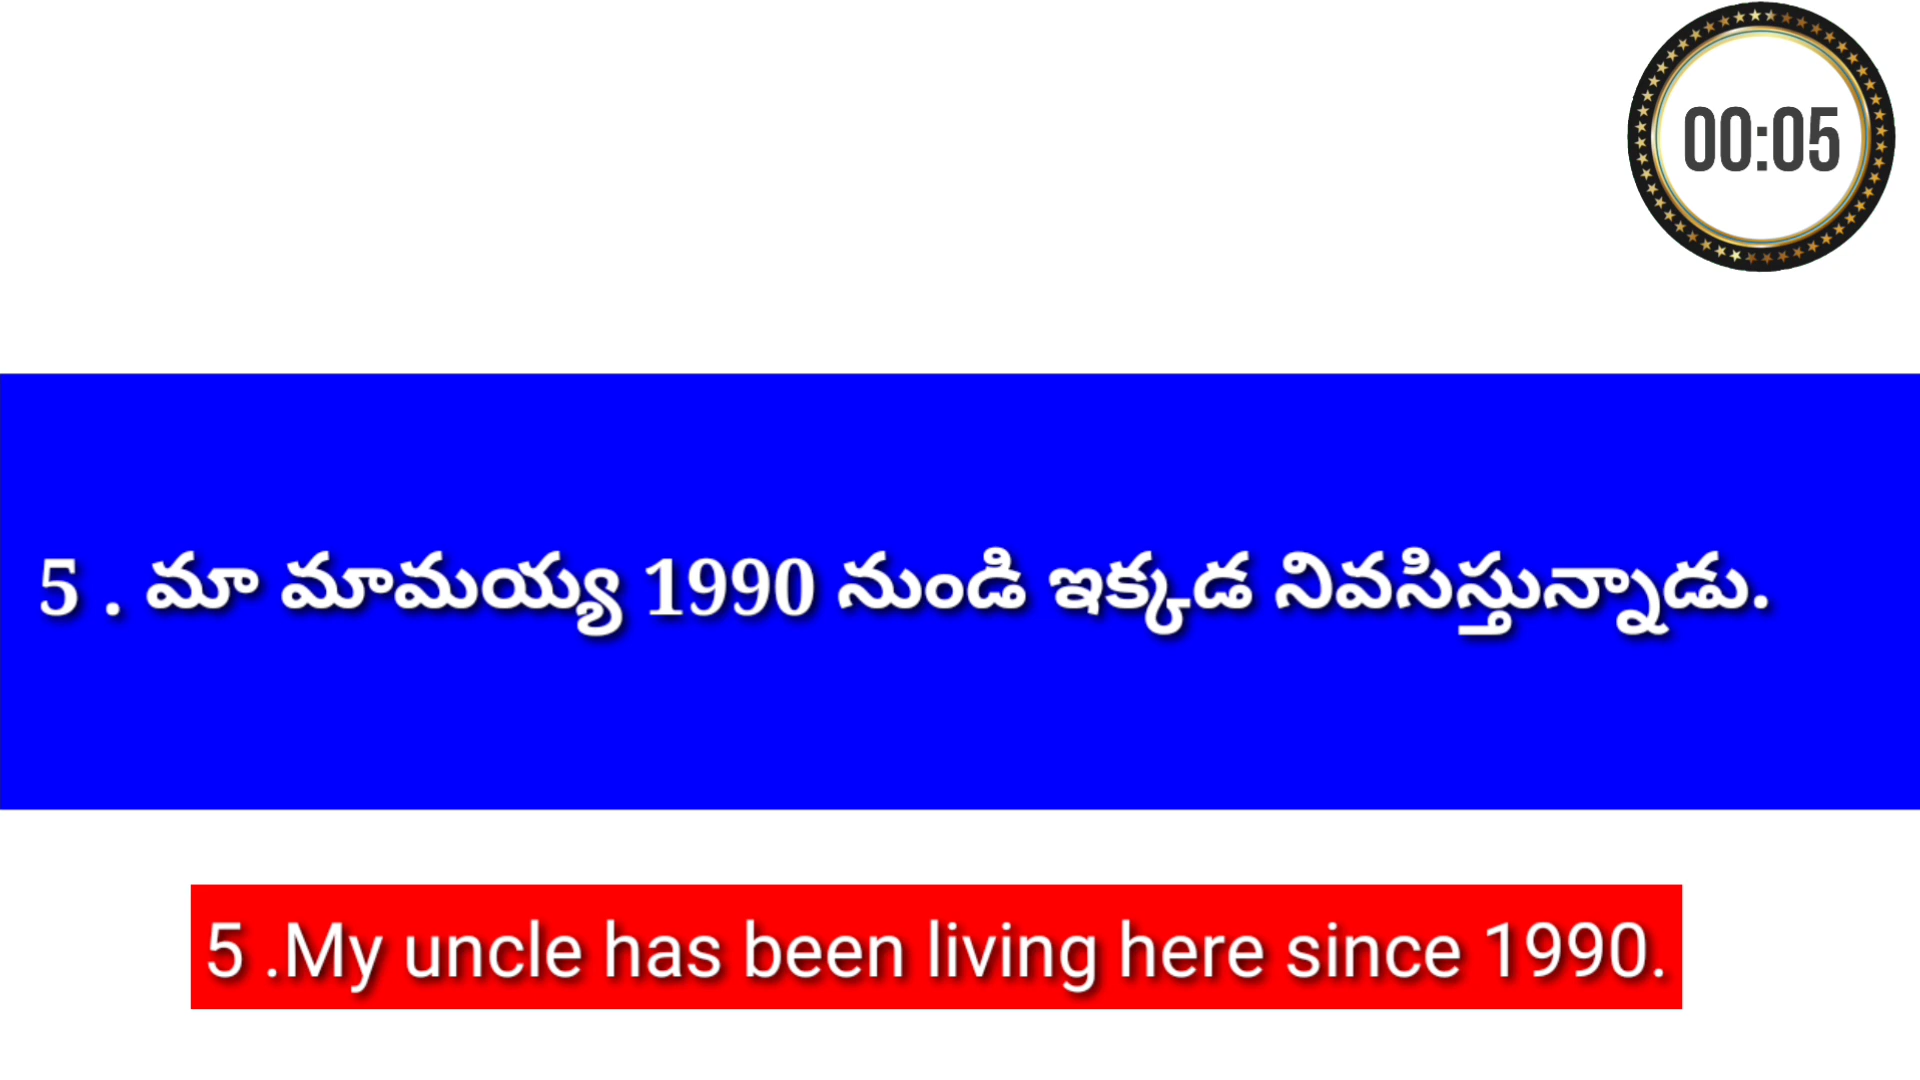 00:05
5 . మా మామయ్య 1990 నుండి ఇక్కడ నివసిస్తున్నాడు.
5 .My uncle has been living here since 1990.